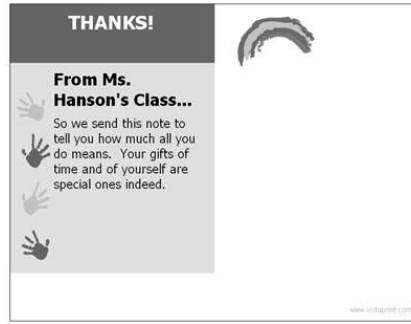 THANKS!
From Ms.
Hanson's Class...
So we send this note to
tell you how much all you
do means.  Your gifts of
time and of yourself are
special ones indeed.
www.vistaprint.com